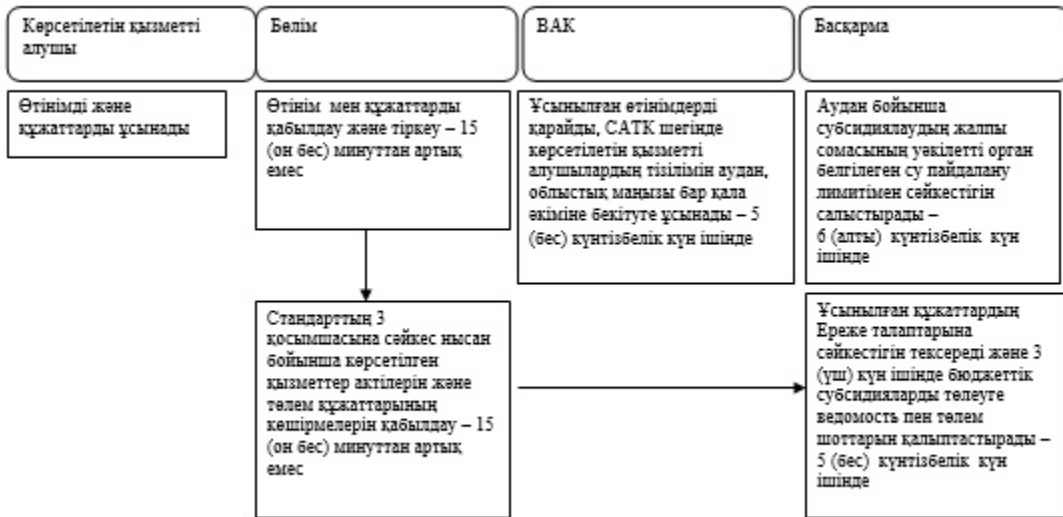 Көрсетілетін қызметті
алушы
Бөлім
ВАК
Басқарма
Өтінімді және
құжаттарды ұсынады
Өтінім мен құжаттарды
қабылдау және тіркеу – 15
(он бес) минуттан артық
емес
Ұсынылған өтінімдерді
қарайды, САТК шегінде
көрсетілетін қызметті
алушылардың тізілімін аудан,
облыстық маңызы бар қала
әкіміне бекітуге ұсынады – 5
(бес) күнтізбелік күн ішінде
Аудан бойынша
субсидиялаудың жалпы
сомасының уәкілетті орган
белгілеген су пайдалану
лимитімен сәйкестігін
салыстырады –
6 (алты) күнтізбелік күн
ішінде
Стандарттың 3
қосымшасына сәйкес нысан
бойынша көрсетілген
қызметтер актілерін және
төлем құжаттарының
көшірмелерін қабылдау – 15
(он бес) минуттан артық
емес
Ұсынылған құжаттардың
Ереже талаптарына
сәйкестігін тексереді және 3
(үш) күн ішінде бюджеттік
субсидияларды төлеуге
ведомость пен төлем
шоттарын қалыптастырады –
5 (бес) күнтізбелік күн
ішінде